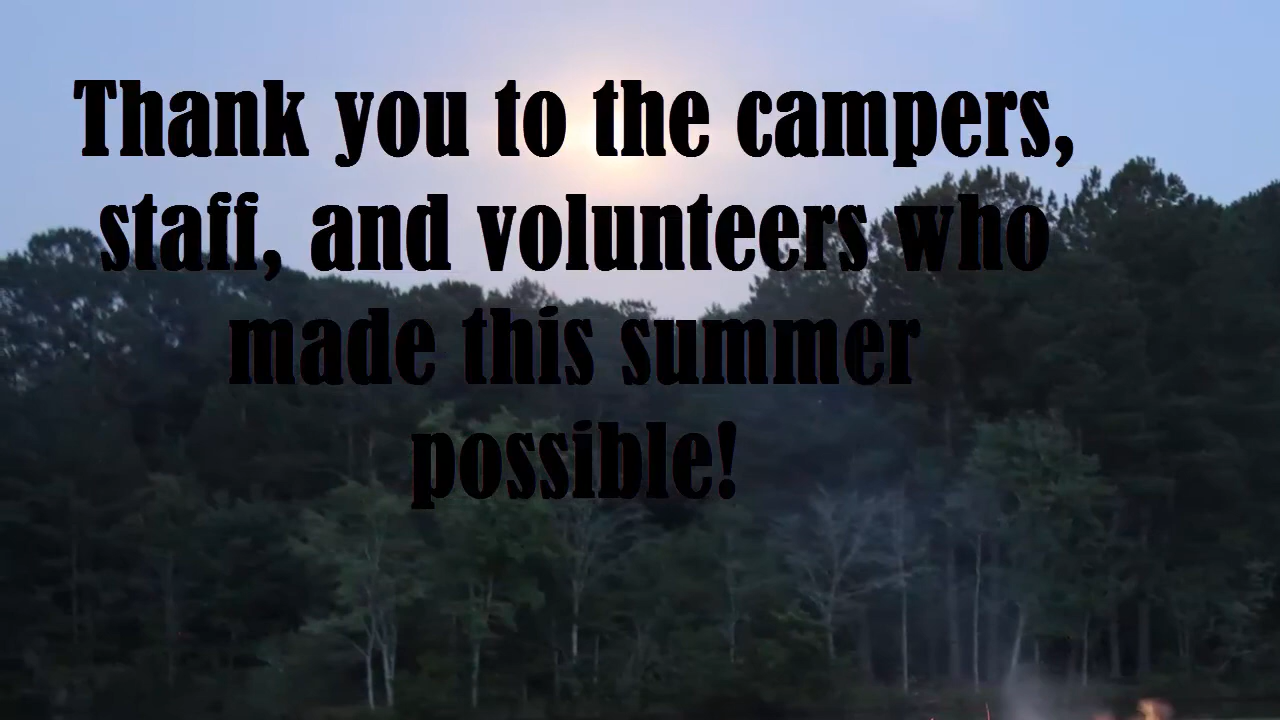 Thank you to the campers,
staff, and volunteers who
made this summer
possible!